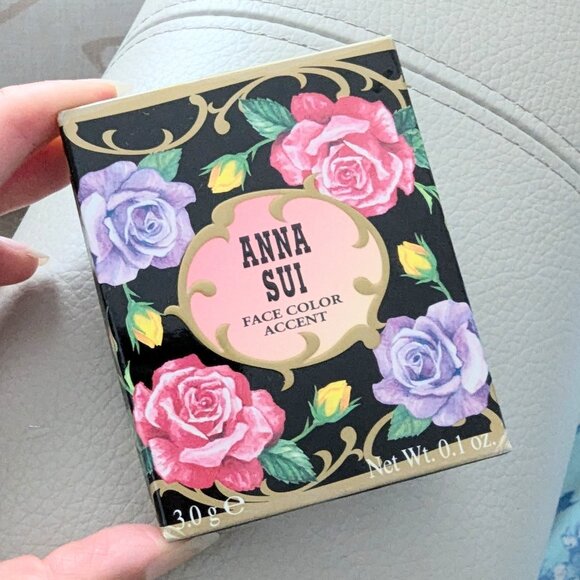 ANNA
SUI
FACE COLOR
ACCENT
3.0 g ℮
Net Wt. 0.1 oz.